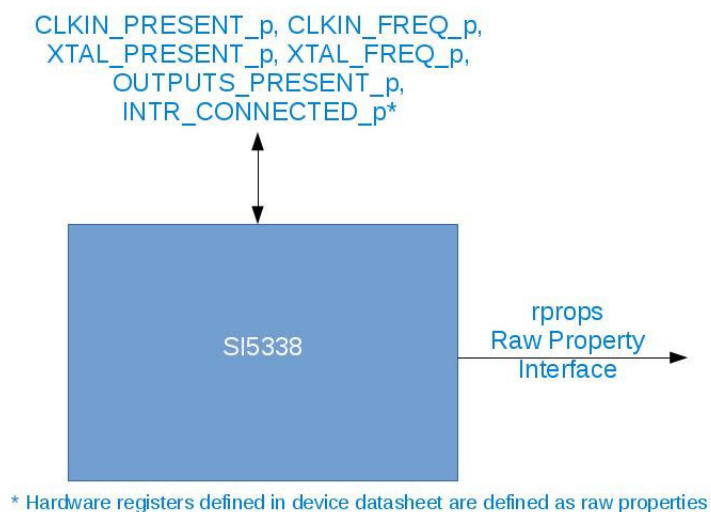 CLKIN_PRESENT_p, CLKIN_FREQ_p,
XTAL_PRESENT_p, XTAL_FREQ_p,
OUTPUTS_PRESENT_p,
INTR_CONNECTED_p*
SI5338
rprops
Raw Property
Interface
* Hardware registers defined in device datasheet are defined as raw properties